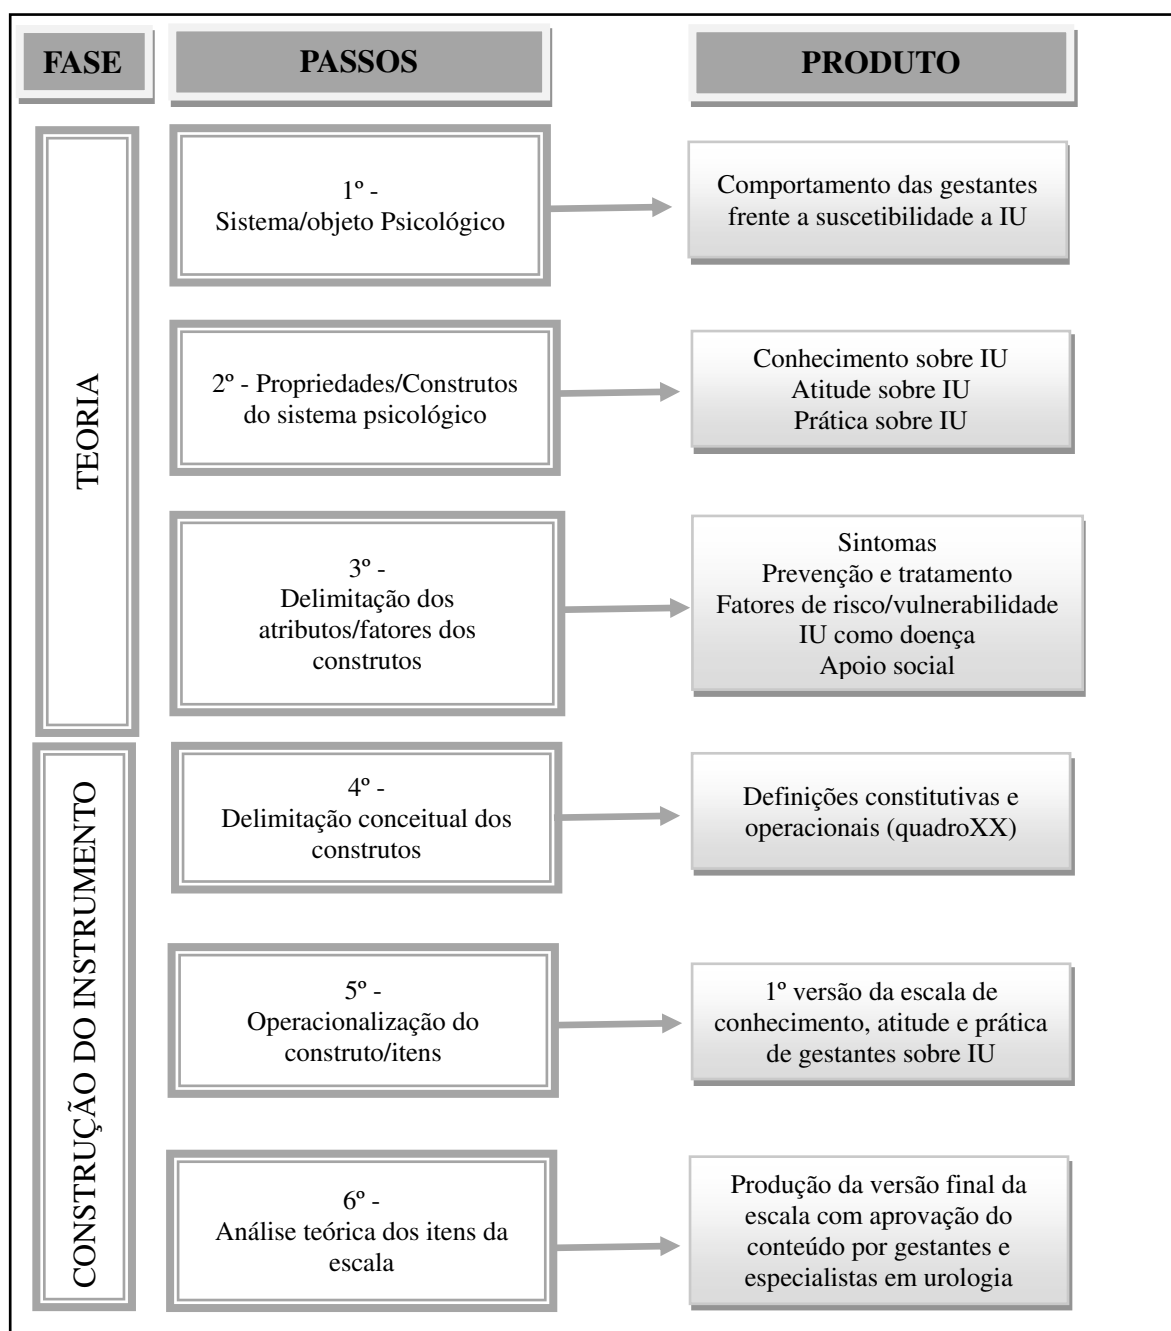 FASE
PASSOS
PRODUTO
TEORIA
1º -
Sistema/objeto Psicológico
Comportamento das gestantes
frente a suscetibilidade a IU
2º - Propriedades/Construtos
do sistema psicológico
Conhecimento sobre IU
Atitude sobre IU
Prática sobre IU
3º -
Delimitação dos
atributos/fatores dos
construtos
Sintomas
Prevenção e tratamento
Fatores de risco/vulnerabilidade
IU como doença
Apoio social
CONSTRUÇÃO DO INSTRUMENTO
4º -
Delimitação conceitual dos
construtos
Definições constitutivas e
operacionais (quadroXX)
5º -
Operacionalização do
construto/itens
1º versão da escala de
conhecimento, atitude e prática
de gestantes sobre IU
6º -
Análise teórica dos itens da
escala
Produção da versão final da
escala com aprovação do
conteúdo por gestantes e
especialistas em urologia